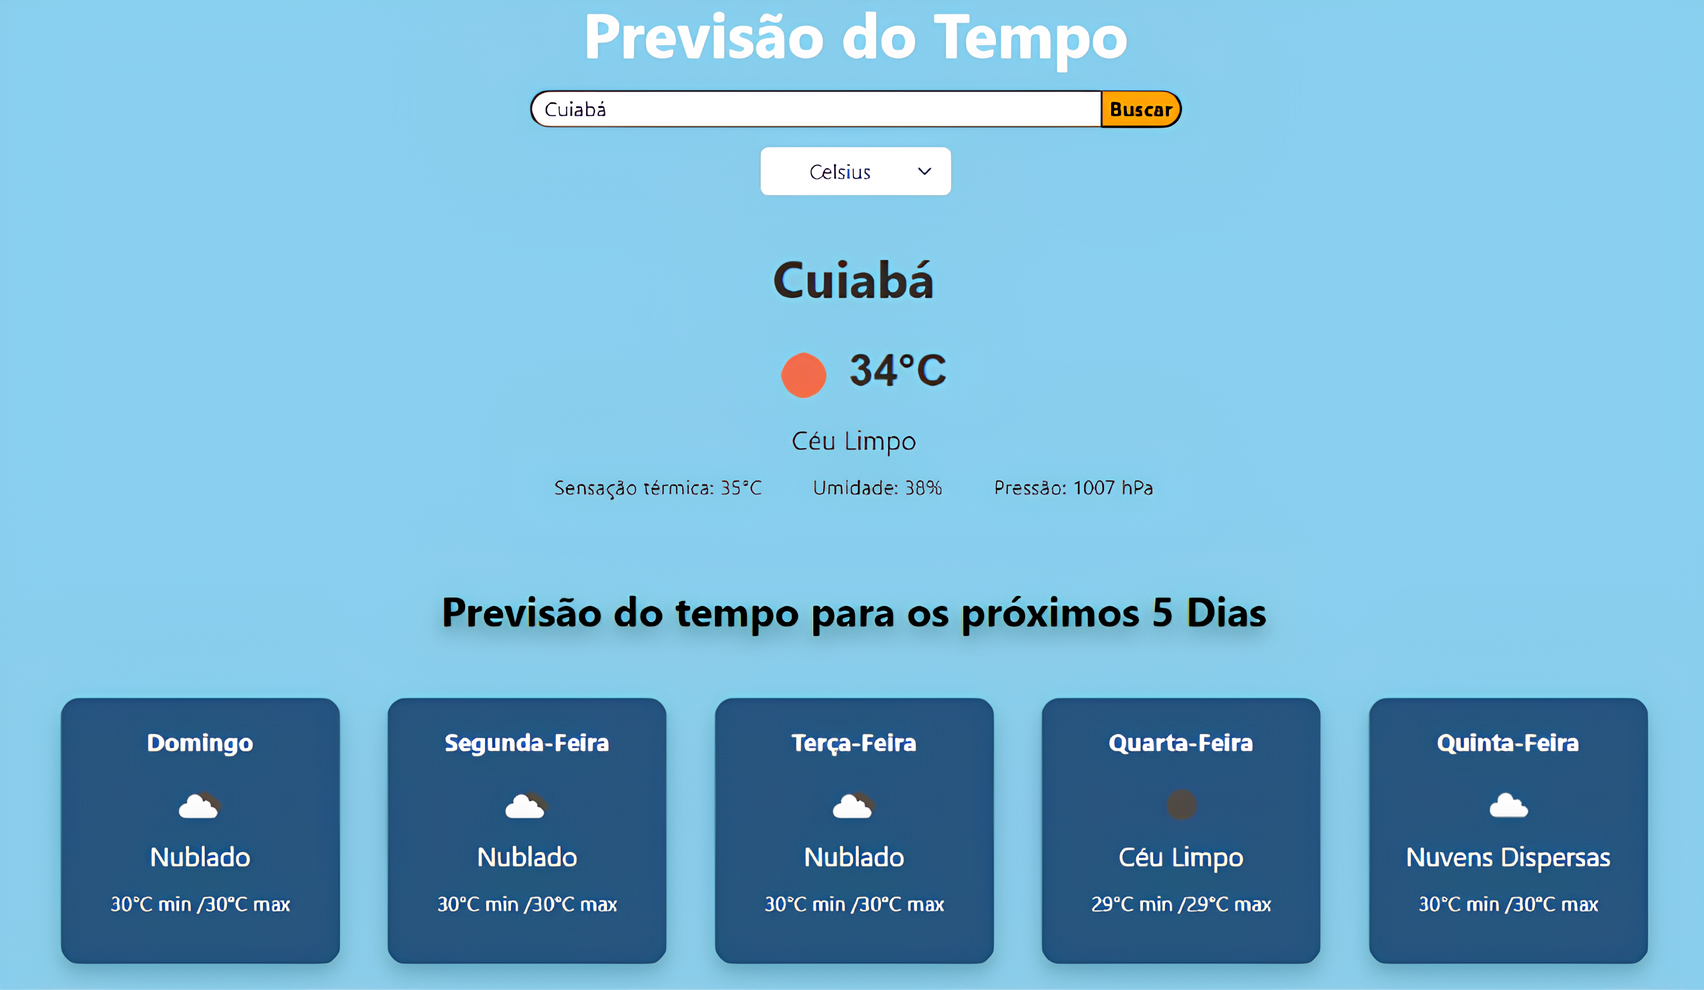 Previsão do Tempo
Cuiabá
Buscar
Celsius
Cuiabá
34°C
Céu Limpo
Sensação térmica: 35°C Umidade: 38% Pressão: 1007 hPa
Previsão do tempo para os próximos 5 Dias
Domingo
Nublado
30°C min /30°C max
Segunda-Feira
Nublado
30°C min /30°C max
Terça-Feira
Nublado
30°C min /30°C max
Quarta-Feira
Céu Limpo
29°C min /29°C max
Quinta-Feira
Nuvens Dispersas
30°C min /30°C max